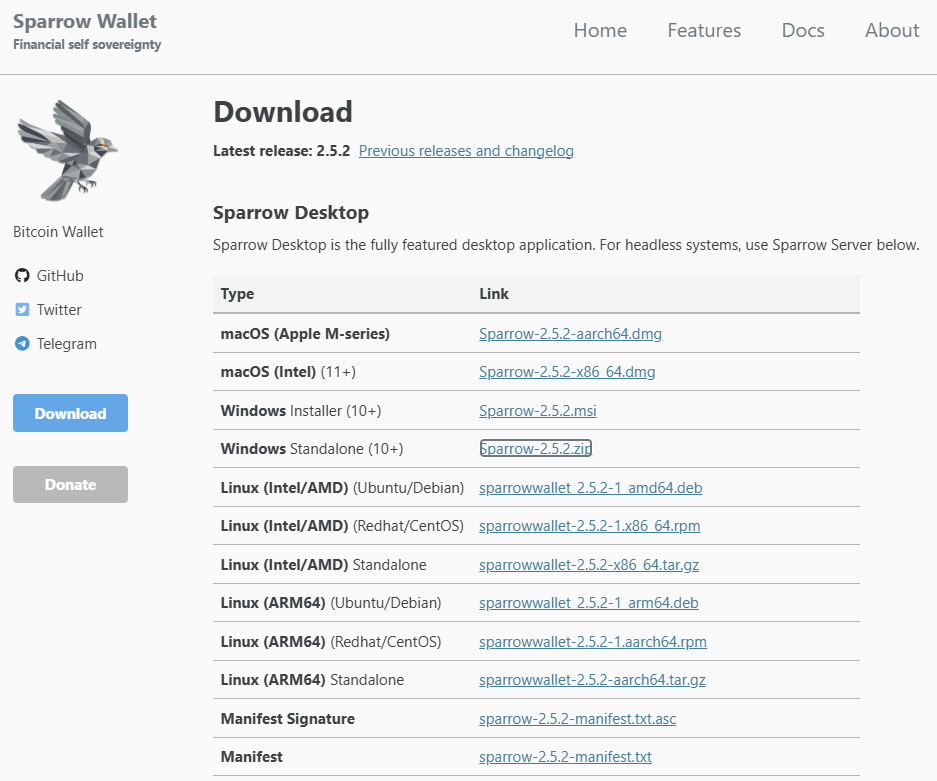 Sparrow Wallet
Financial self sovereignty
Home Features Docs About
Bitcoin Wallet
GitHub
Twitter
Telegram
Download
Donate
Download
Latest release: 2.5.2 Previous releases and changelog
Sparrow Desktop
Sparrow Desktop is the fully featured desktop application. For headless systems, use Sparrow Server below.
Type Link
macOS (Apple M-series) Sparrow-2.5.2-aarch64.dmg
macOS (Intel) (11+) Sparrow-2.5.2-x86_64.dmg
Windows Installer (10+) Sparrow-2.5.2.msi
Windows Standalone (10+) Sparrow-2.5.2.zip
Linux (Intel/AMD) (Ubuntu/Debian) sparrowwallet_2.5.2-1_amd64.deb
Linux (Intel/AMD) (Redhat/CentOS) sparrowwallet-2.5.2-1.x86_64.rpm
Linux (Intel/AMD) Standalone sparrowwallet-2.5.2-x86_64.tar.gz
Linux (ARM64) (Ubuntu/Debian) sparrowwallet_2.5.2-1_arm64.deb
Linux (ARM64) (Redhat/CentOS) sparrowwallet-2.5.2-1.aarch64.rpm
Linux (ARM64) Standalone sparrowwallet-2.5.2-aarch64.tar.gz
Manifest Signature sparrow-2.5.2-manifest.txt.asc
Manifest sparrow-2.5.2-manifest.txt